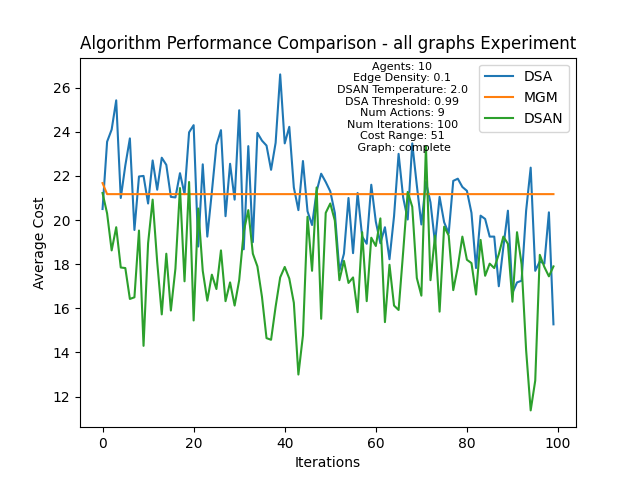 Algorithm Performance Comparison - all graphs Experiment
Agents: 10
Edge Density: 0.1
DSAN Temperature: 2.0
DSA Threshold: 0.99
Num Actions: 9
Num Iterations: 100
Cost Range: 51
Graph: complete
DSA
MGM
DSAN
Average Cost
26
24
22
20
18
16
14
12
0
20
40
60
80
100
Iterations